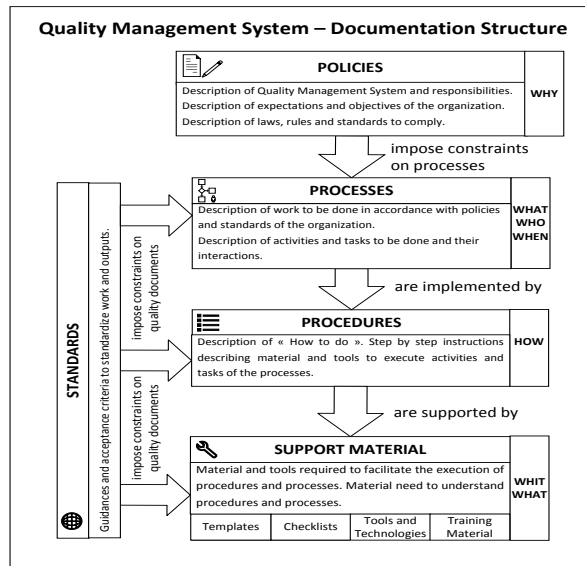 Quality Management System – Documentation Structure
POLICIES
Description of Quality Management System and responsibilities.
Description of expectations and objectives of the organization.
Description of laws, rules and standards to comply.
WHY
impose constraints
on processes
PROCESSES
Description of work to be done in accordance with policies
and standards of the organization.
Description of activities and tasks to be done and their
interactions.
WHAT
WHO
WHEN
are implemented by
PROCEDURES
Description of « How to do ». Step by step instructions
describing material and tools to execute activities and
tasks of the processes.
HOW
are supported by
SUPPORT MATERIAL
Material and tools required to facilitate the execution of
procedures and processes. Material need to understand
procedures and processes.
WHIT
WHAT
Templates
Checklists
Tools and
Technologies
Training
Material
STANDARDS
Guidances and acceptance criteria to standardize work and outputs.
impose constraints on
quality documents
impose constraints on
quality documents